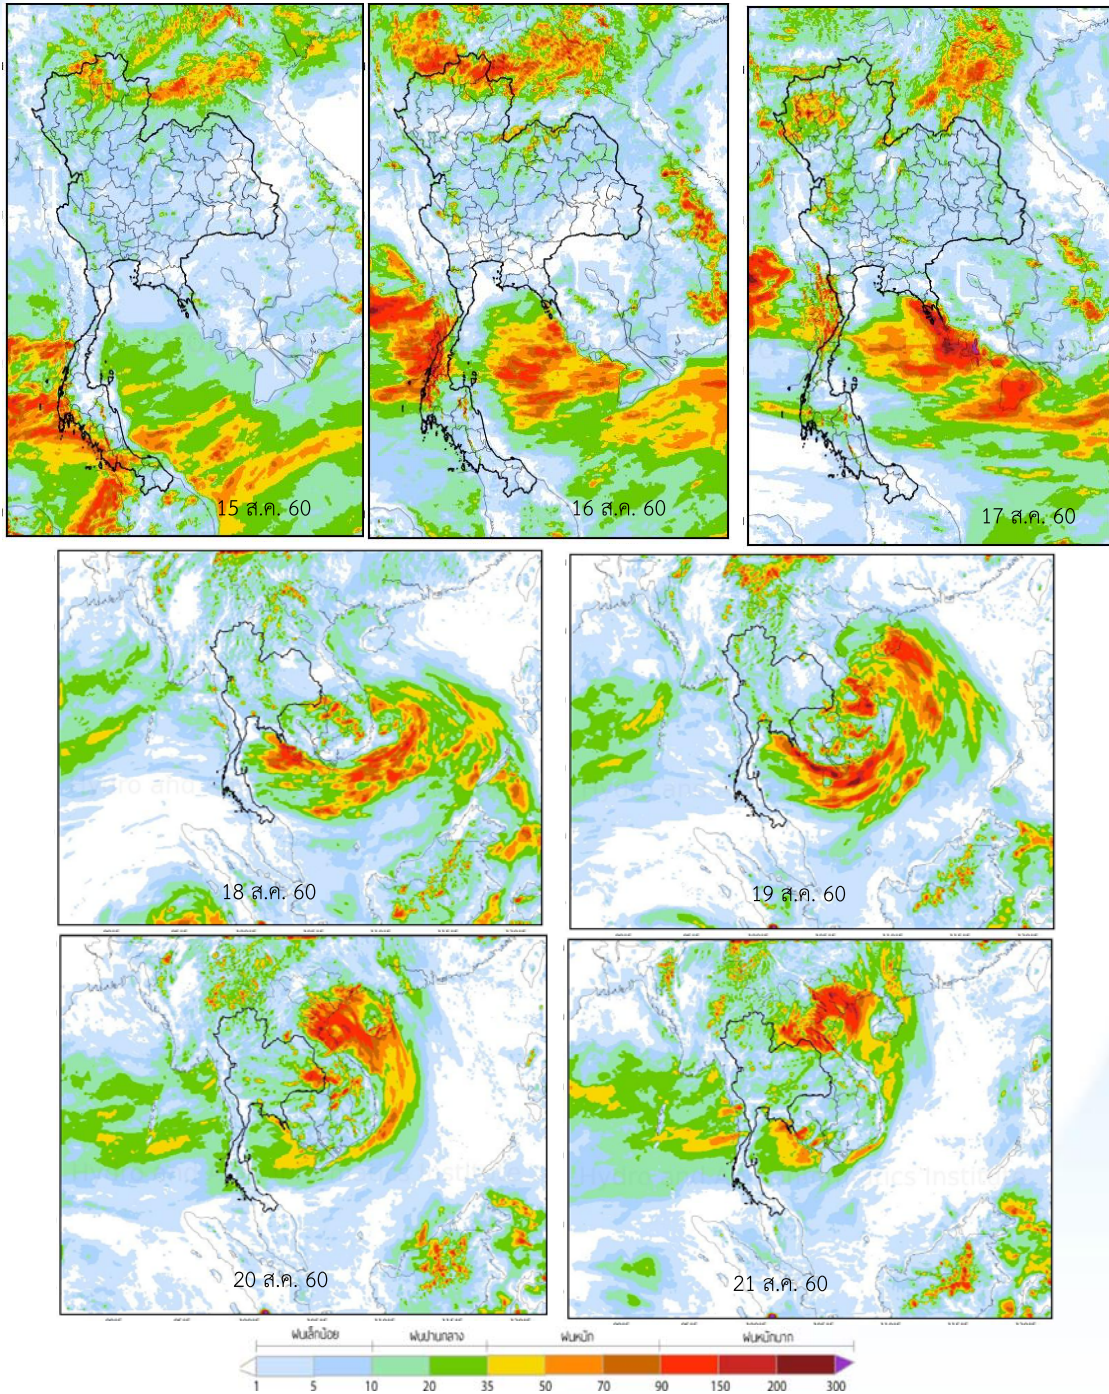 15 ส.ค. 60
16 ส.ค. 60
17 ส.ค. 60
18 ส.ค. 60
19 ส.ค. 60
20 ส.ค. 60
21 ส.ค. 60
ฝนเล็กน้อย ฝนปานกลาง ฝนหนัก ฝนหนักมาก
1 5 10 20 35 50 70 90 150 200 300